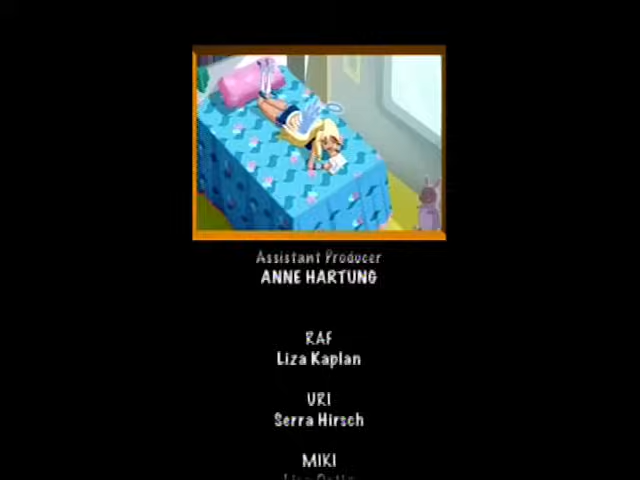 Assistant Producer
ANNE HARTUNG
RAF
Liza Kaplan
URI
Serra Hirsch
MIKI